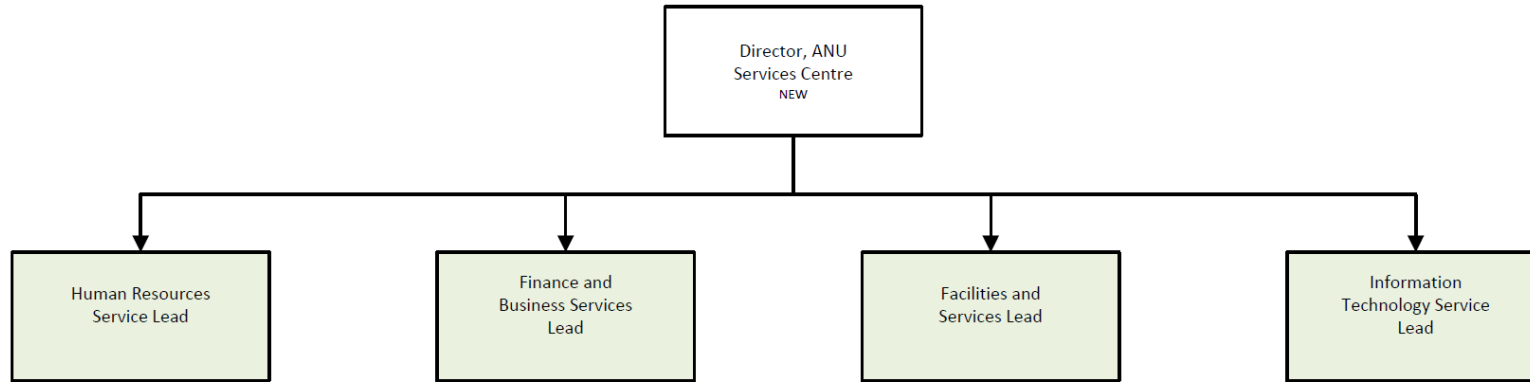 Director, ANU
Services Centre
NEW
Human Resources
Service Lead
Finance and
Business Services
Lead
Facilities and
Services Lead
Information
Technology Service
Lead